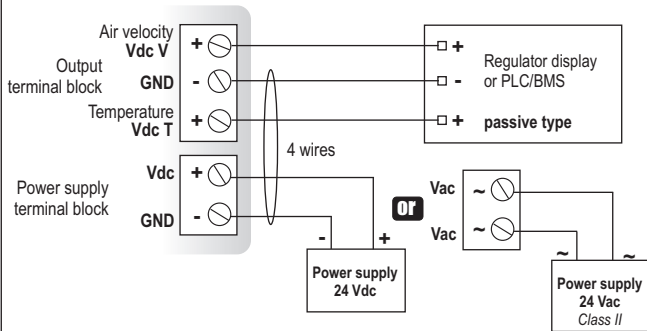 Air velocity
Vdc V
Output
terminal block
GND
Temperature
Vdc T
+
-
+
+
-
+
Regulator display
or PLC/BMS
passive type
4 wires
Power supply
terminal block
Vdc
GND
+
-
- +
Power supply
24 Vdc
or
Vac
Vac
~
~
~ ~
Power supply
24 Vac
Class II